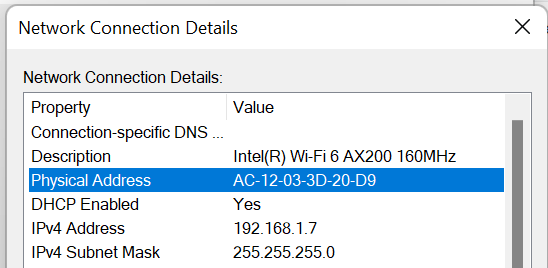 Network Connection Details
Network Connection Details:
Property Value
Connection-specific DNS ...
Description Intel(R) Wi-Fi 6 AX200 160MHz
Physical Address AC-12-03-3D-20-D9
DHCP Enabled Yes
IPv4 Address 192.168.1.7
IPv4 Subnet Mask 255.255.255.0